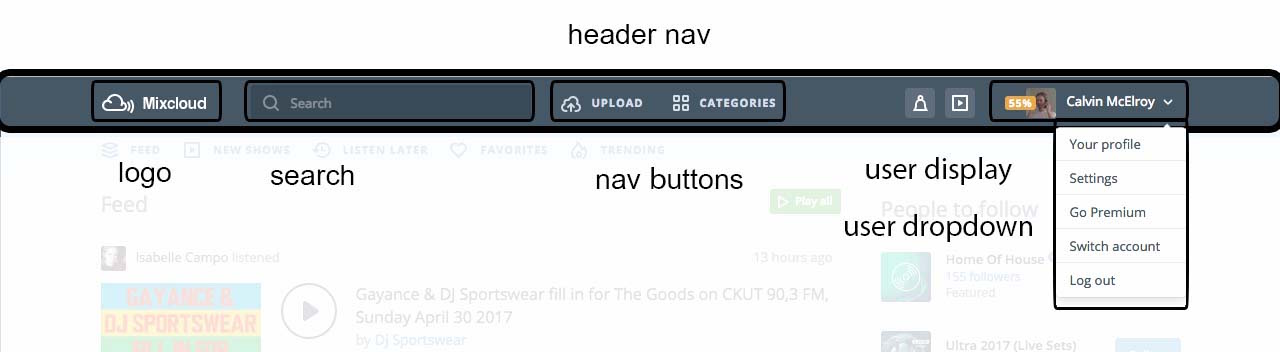 header nav
Mixcloud
Search
UPLOAD
CATEGORIES
55%
Calvin McElroy
FEED
NEW SHOWS
LISTEN LATER
FAVORITES
TRENDING
Your profile
Settings
Go Premium
Switch account
Log out
logo
search
nav buttons
user display
user dropdown
Feed
Play all
People to follow
Isabelle Campo listened
13 hours ago
GAYANCE &
DJ SPORTSWEAR
FILL IN FOR
Gayance & DJ Sportswear fill in for The Goods on CKUT 90,3 FM,
Sunday April 30 2017
by Dj Sportswear
Home Of House
155 followers
Featured
Ultra 2017 (Live Sets)